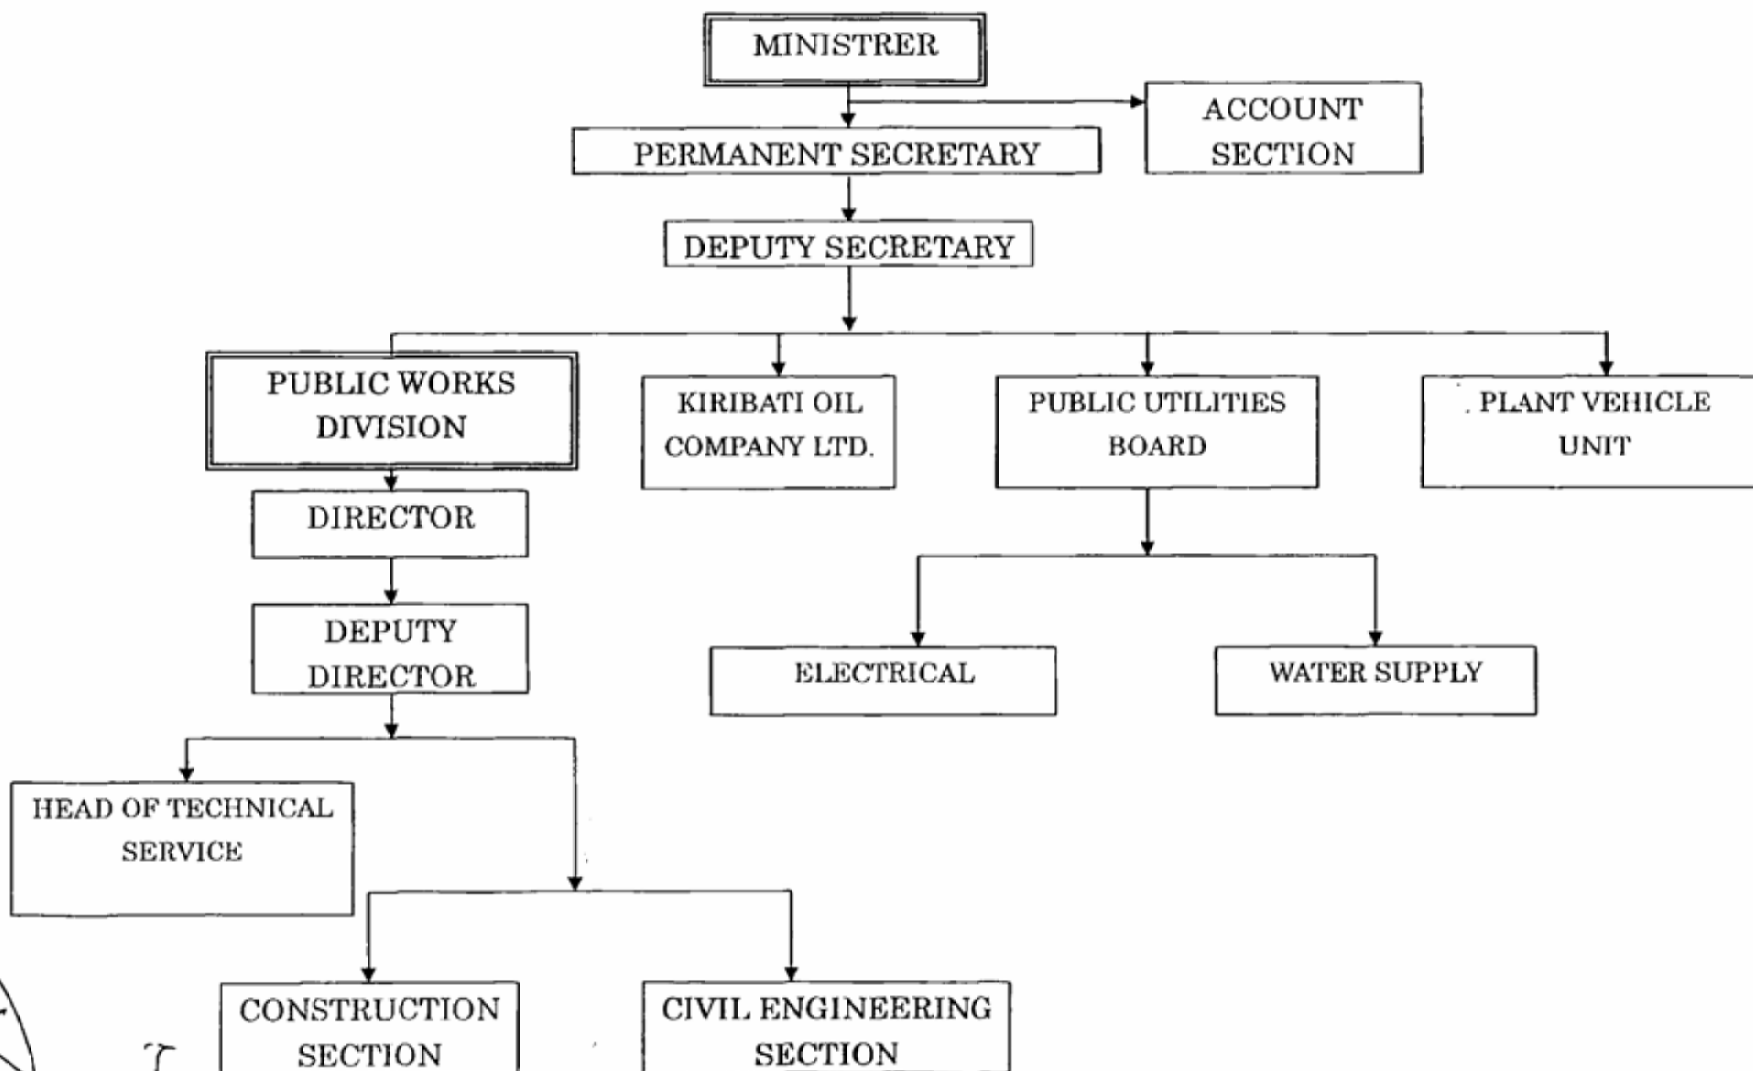 MINISTRER
ACCOUNT
SECTION
PERMANENT SECRETARY
DEPUTY SECRETARY
PUBLIC WORKS
DIVISION
KIRIBATI OIL
COMPANY LTD.
PUBLIC UTILITIES
BOARD
PLANT VEHICLE
UNIT
DIRECTOR
DEPUTY
DIRECTOR
ELECTRICAL
WATER SUPPLY
HEAD OF TECHNICAL
SERVICE
CONSTRUCTION
SECTION
CIVIL ENGINEERING
SECTION